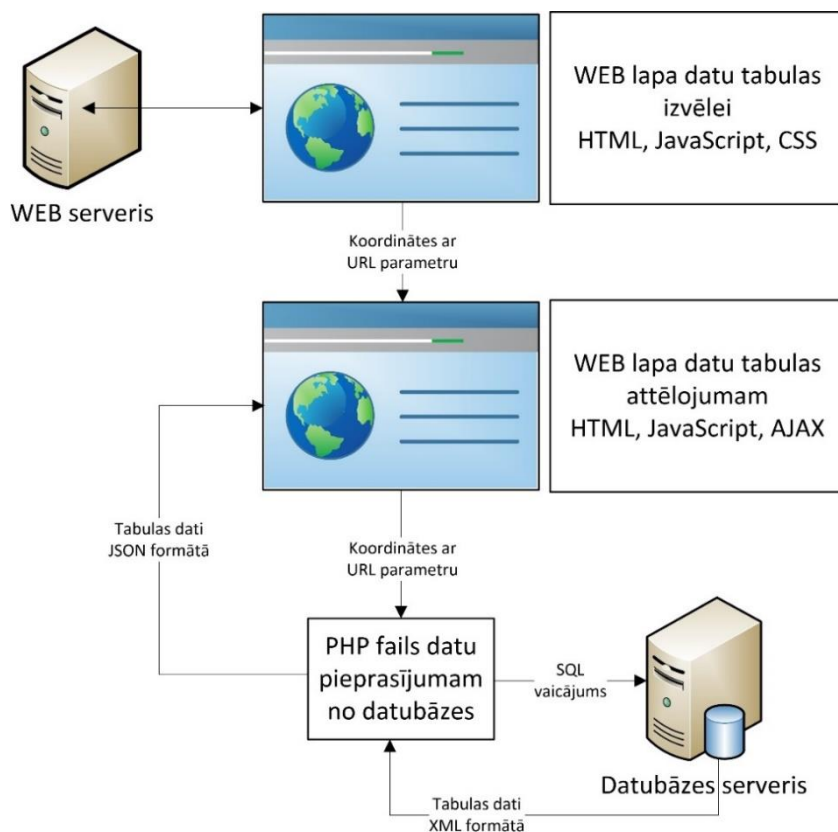 WEB serveris
WEB lapa datu tabulas
izvēlei
HTML, JavaScript, CSS
Koordinātes ar
URL parametru
WEB lapa datu tabulas
attēlojumam
HTML, JavaScript, AJAX
Tabulas dati
JSON formātā
Koordinātes ar
URL parametru
PHP fails datu
pieprasījumam
no datubāzes
SQL
vaicājums
Datubāzes serveris
Tabulas dati
XML formātā